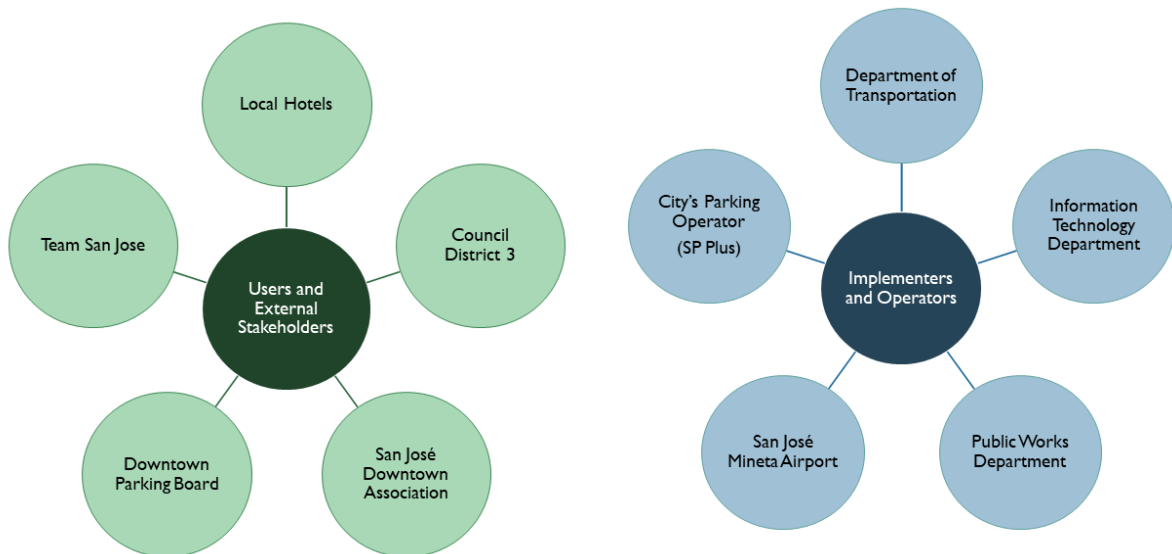 Local Hotels
Team San Jose
Council
District 3
Users and
External
Stakeholders
Downtown
Parking Board
San José
Downtown
Association
Department of
Transportation
City's Parking
Operator
(SP Plus)
Information
Technology
Department
Implementers
and Operators
San José
Mineta Airport
Public Works
Department